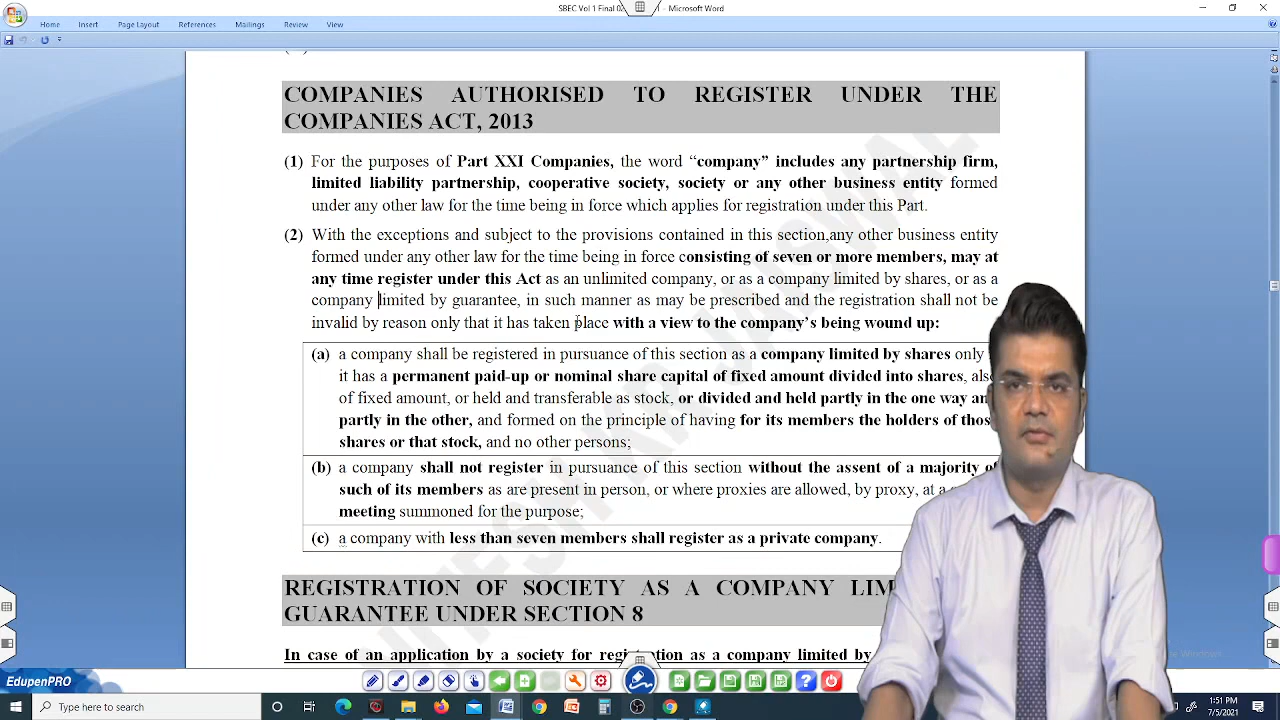 SBEC Vol 1 Final
- Microsoft Word
Home Insert Page Layout References Mailings Review View
COMPANIES AUTHORISED TO REGISTER UNDER THE
COMPANIES ACT, 2013
(1) For the purposes of Part XXI Companies, the word “company” includes any partnership firm,
limited liability partnership, cooperative society, society or any other business entity formed
under any other law for the time being in force which applies for registration under this Part.
(2) With the exceptions and subject to the provisions contained in this section,any other business entity
formed under any other law for the time being in force consisting of seven or more members, may at
any time register under this Act as an unlimited company, or as a company limited by shares, or as a
company limited by guarantee, in such manner as may be prescribed and the registration shall not be
invalid by reason only that it has taken place with a view to the company’s being wound up:
(a) a company shall be registered in pursuance of this section as a company limited by shares only
it has a permanent paid-up or nominal share capital of fixed amount divided into shares, also
of fixed amount, or held and transferable as stock, or divided and held partly in the one way an
partly in the other, and formed on the principle of having for its members the holders of thos
shares or that stock, and no other persons;
(b) a company shall not register in pursuance of this section without the assent of a majority of
such of its members as are present in person, or where proxies are allowed, by proxy, at a
meeting summoned for the purpose;
(c) a company with less than seven members shall register as a private company.
REGISTRATION OF SOCIETY AS A COMPANY LIM
GUARANTEE UNDER SECTION 8
In case of an application by a society for registration as a company limited by
EdupenPRO
Type here to search
1:51 PM
7/5/2021